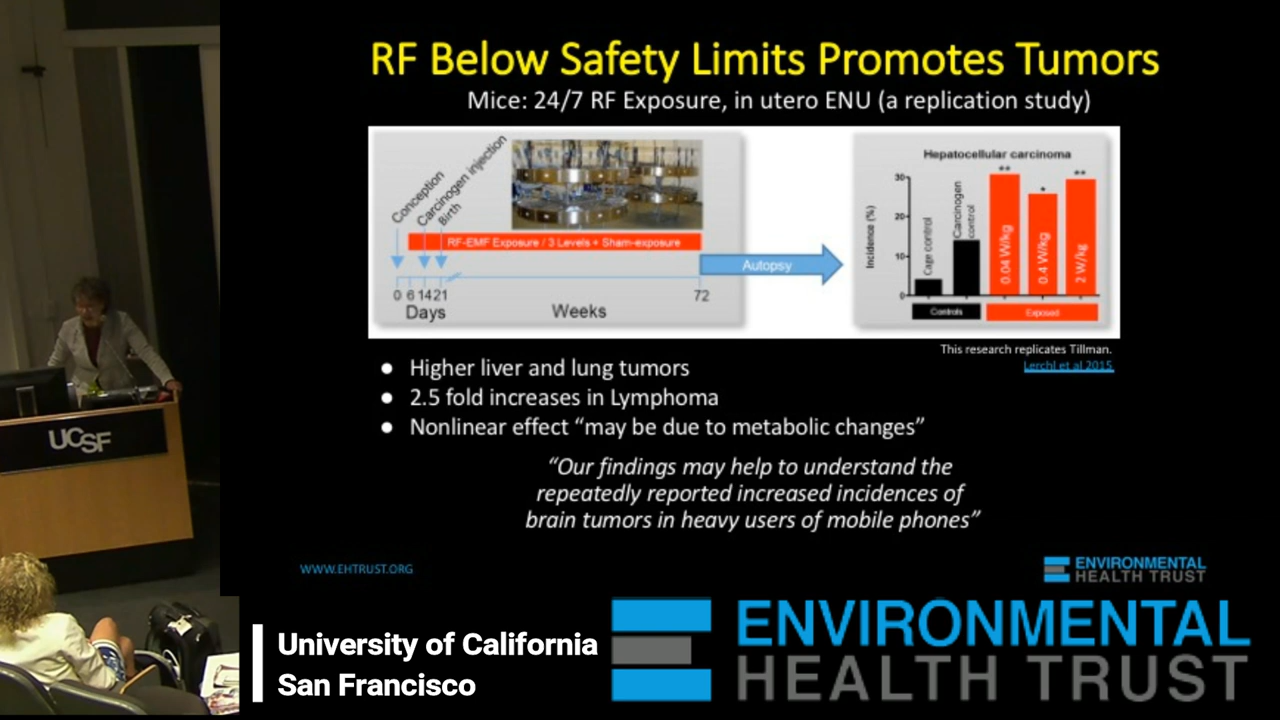 RF Below Safety Limits Promotes Tumors
Mice: 24/7 RF Exposure, in utero ENU (a replication study)
Conception
Carcinogen injection
Birth
RF-EMF Exposure / 3 Levels + Sham-exposure
0 6 14 21
72
Days
Weeks
Autopsy
Hepatocellular carcinoma
Incidence (%)
30
20
10
0
Cage control
Carcinogen control
**
0.04 W/kg
*
0.4 W/kg
**
2 W/kg
Controls
Exposed
This research replicates Tillman.
Lerchl et al 2015
● Higher liver and lung tumors
● 2.5 fold increases in Lymphoma
● Nonlinear effect “may be due to metabolic changes”
“Our findings may help to understand the
repeatedly reported increased incidences of
brain tumors in heavy users of mobile phones”
WWW.EHTRUST.ORG
ENVIRONMENTAL
HEALTH TRUST
UCSF
University of California
San Francisco
ENVIRONMENTAL
HEALTH TRUST